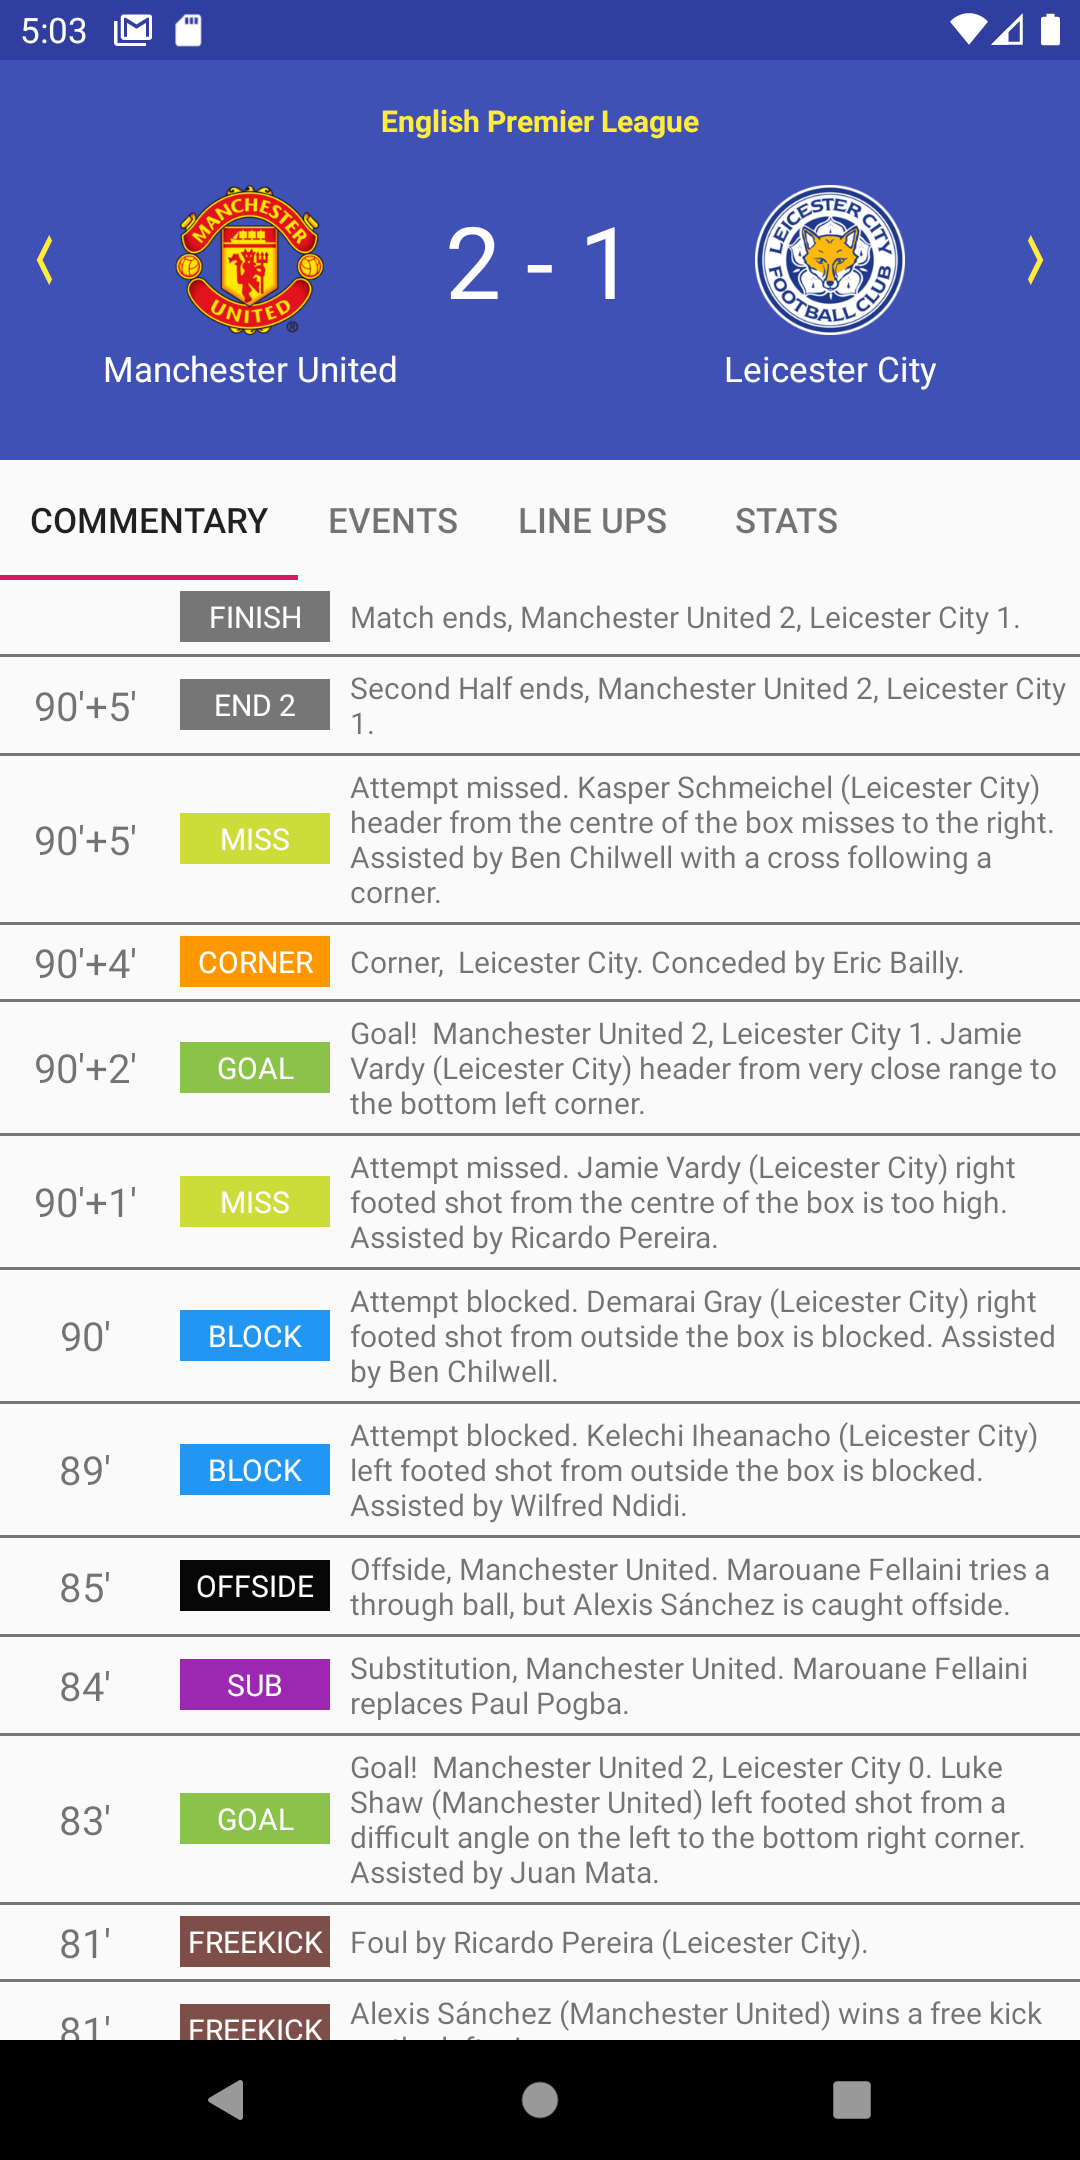 5:03
English Premier League
MANCHESTER
UNITED
®
2 - 1
LEICESTER CITY
FOOTBALL CLUB
Manchester United
Leicester City
COMMENTARY
EVENTS
LINE UPS
STATS
FINISH
Match ends, Manchester United 2, Leicester City 1.
90'+5'
END 2
Second Half ends, Manchester United 2, Leicester City
1.
90'+5'
MISS
Attempt missed. Kasper Schmeichel (Leicester City)
header from the centre of the box misses to the right.
Assisted by Ben Chilwell with a cross following a
corner.
90'+4'
CORNER
Corner,  Leicester City. Conceded by Eric Bailly.
90'+2'
GOAL
Goal!  Manchester United 2, Leicester City 1. Jamie
Vardy (Leicester City) header from very close range to
the bottom left corner.
90'+1'
MISS
Attempt missed. Jamie Vardy (Leicester City) right
footed shot from the centre of the box is too high.
Assisted by Ricardo Pereira.
90'
BLOCK
Attempt blocked. Demarai Gray (Leicester City) right
footed shot from outside the box is blocked. Assisted
by Ben Chilwell.
89'
BLOCK
Attempt blocked. Kelechi Iheanacho (Leicester City)
left footed shot from outside the box is blocked.
Assisted by Wilfred Ndidi.
85'
OFFSIDE
Offside, Manchester United. Marouane Fellaini tries a
through ball, but Alexis Sánchez is caught offside.
84'
SUB
Substitution, Manchester United. Marouane Fellaini
replaces Paul Pogba.
83'
GOAL
Goal!  Manchester United 2, Leicester City 0. Luke
Shaw (Manchester United) left footed shot from a
difficult angle on the left to the bottom right corner.
Assisted by Juan Mata.
81'
FREEKICK
Foul by Ricardo Pereira (Leicester City).
81'
FREEKICK
Alexis Sánchez (Manchester United) wins a free kick